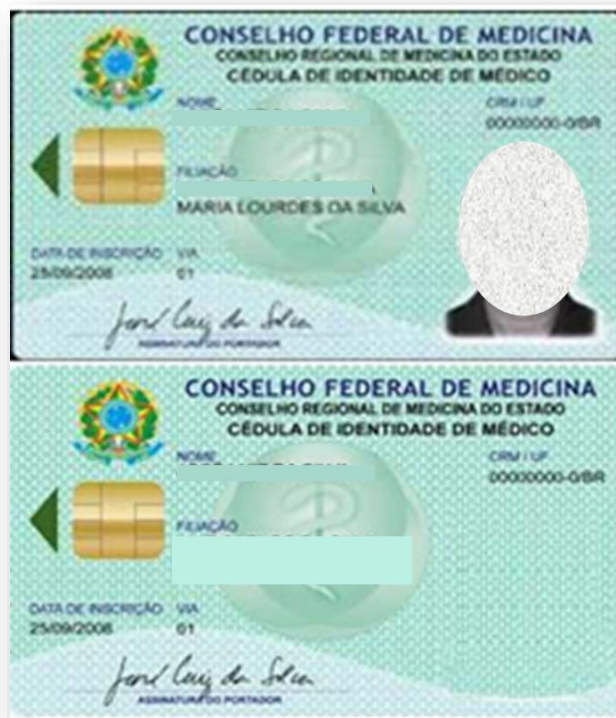 CONSELHO FEDERAL DE MEDICINA
CONSELHO REGIONAL DE MEDICINA DO ESTADO
CÉDULA DE IDENTIDADE DE MÉDICO
NOME
CRM / UF
00000000-0/BR
FILIAÇÃO
MARIA LOURDES DA SILVA
DATA DE INSCRIÇÃO VIA
25/09/2008 01
José Luiz da Silva
ASSINATURA DO PORTADOR
CONSELHO FEDERAL DE MEDICINA
CONSELHO REGIONAL DE MEDICINA DO ESTADO
CÉDULA DE IDENTIDADE DE MÉDICO
NOME
CRM / UF
00000000-0/BR
FILIAÇÃO
DATA DE INSCRIÇÃO VIA
25/09/2008 01
José Luiz da Silva
ASSINATURA DO PORTADOR